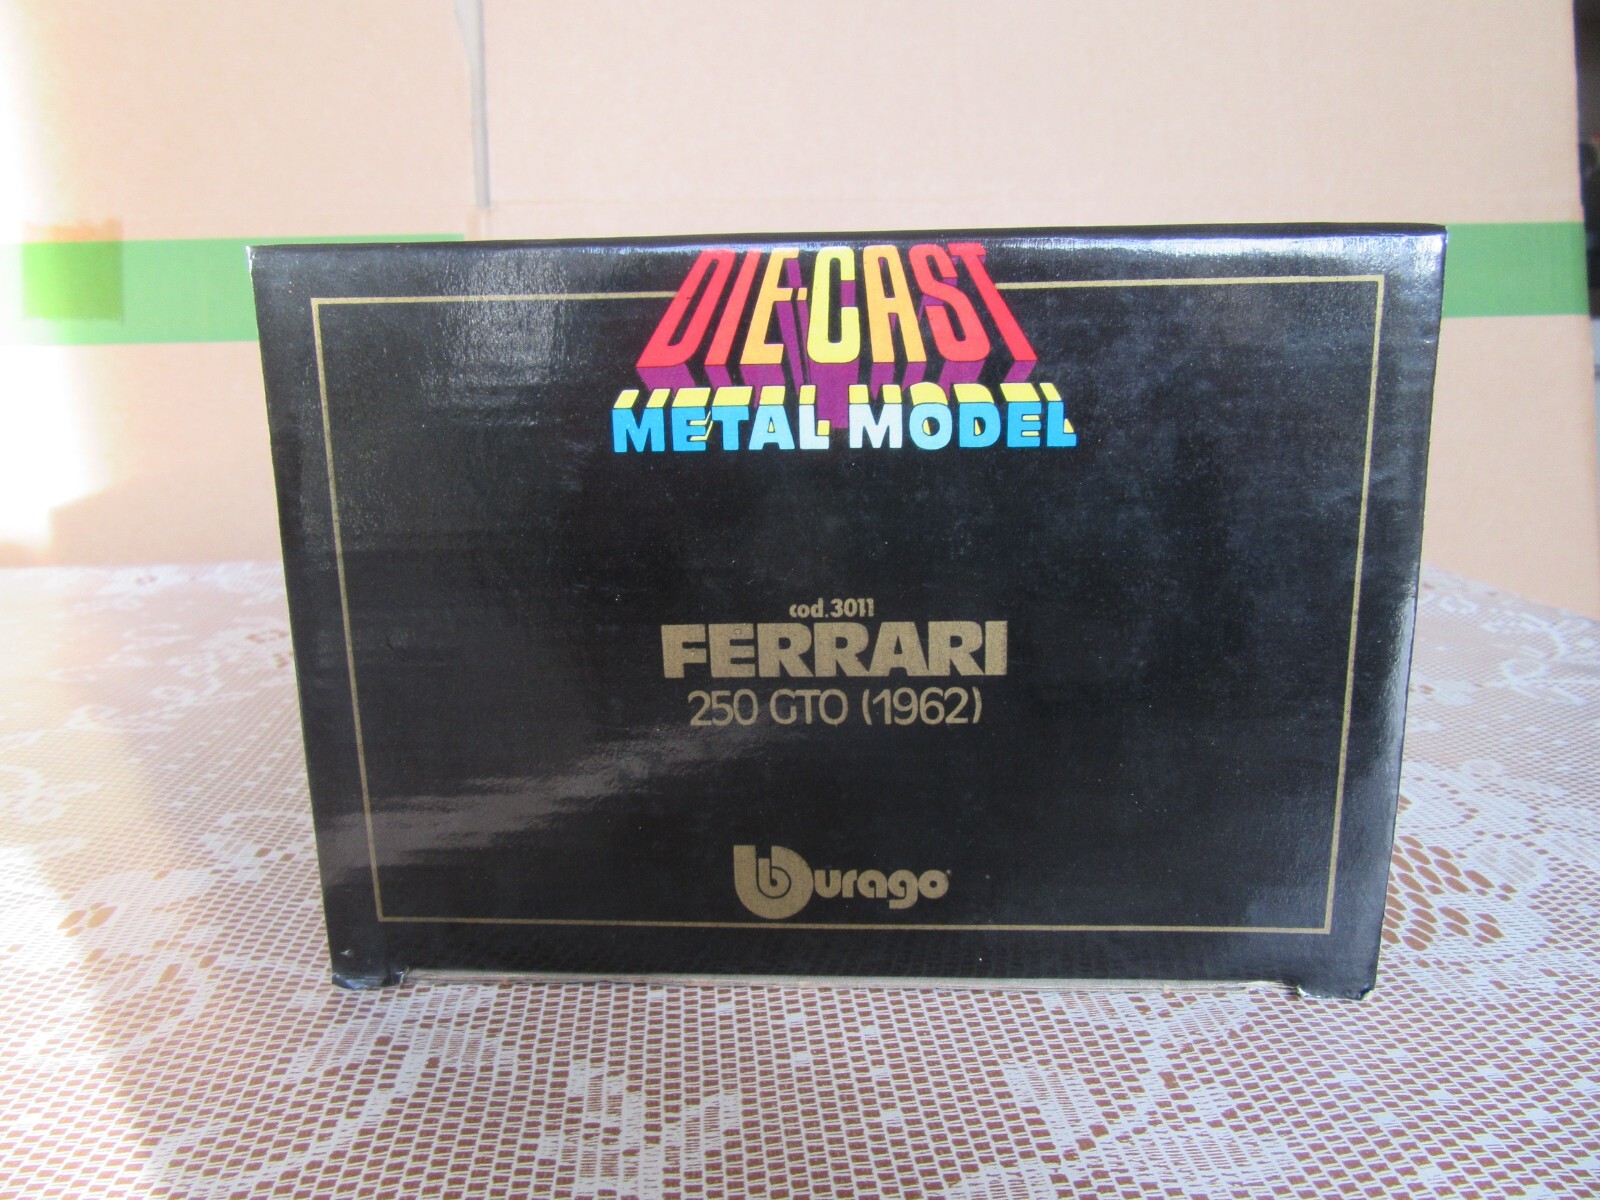 DIE-CAST
METAL MODEL
cod.3011
FERRARI
250 GTO (1962)
burago